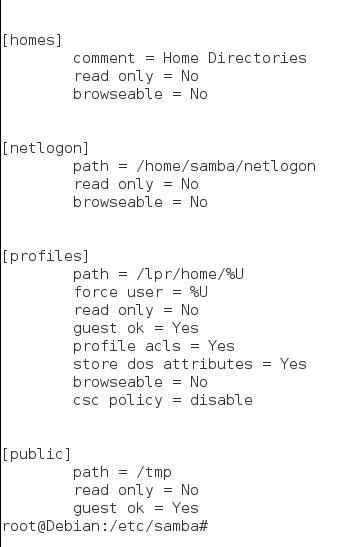 [homes]
comment = Home Directories
read only = No
browseable = No
[netlogon]
path = /home/samba/netlogon
read only = No
browseable = No
[profiles]
path = /lpr/home/%U
force user = %U
read only = No
guest ok = Yes
profile acls = Yes
store dos attributes = Yes
browseable = No
csc policy = disable
[public]
path = /tmp
read only = No
guest ok = Yes
root@Debian:/etc/samba#